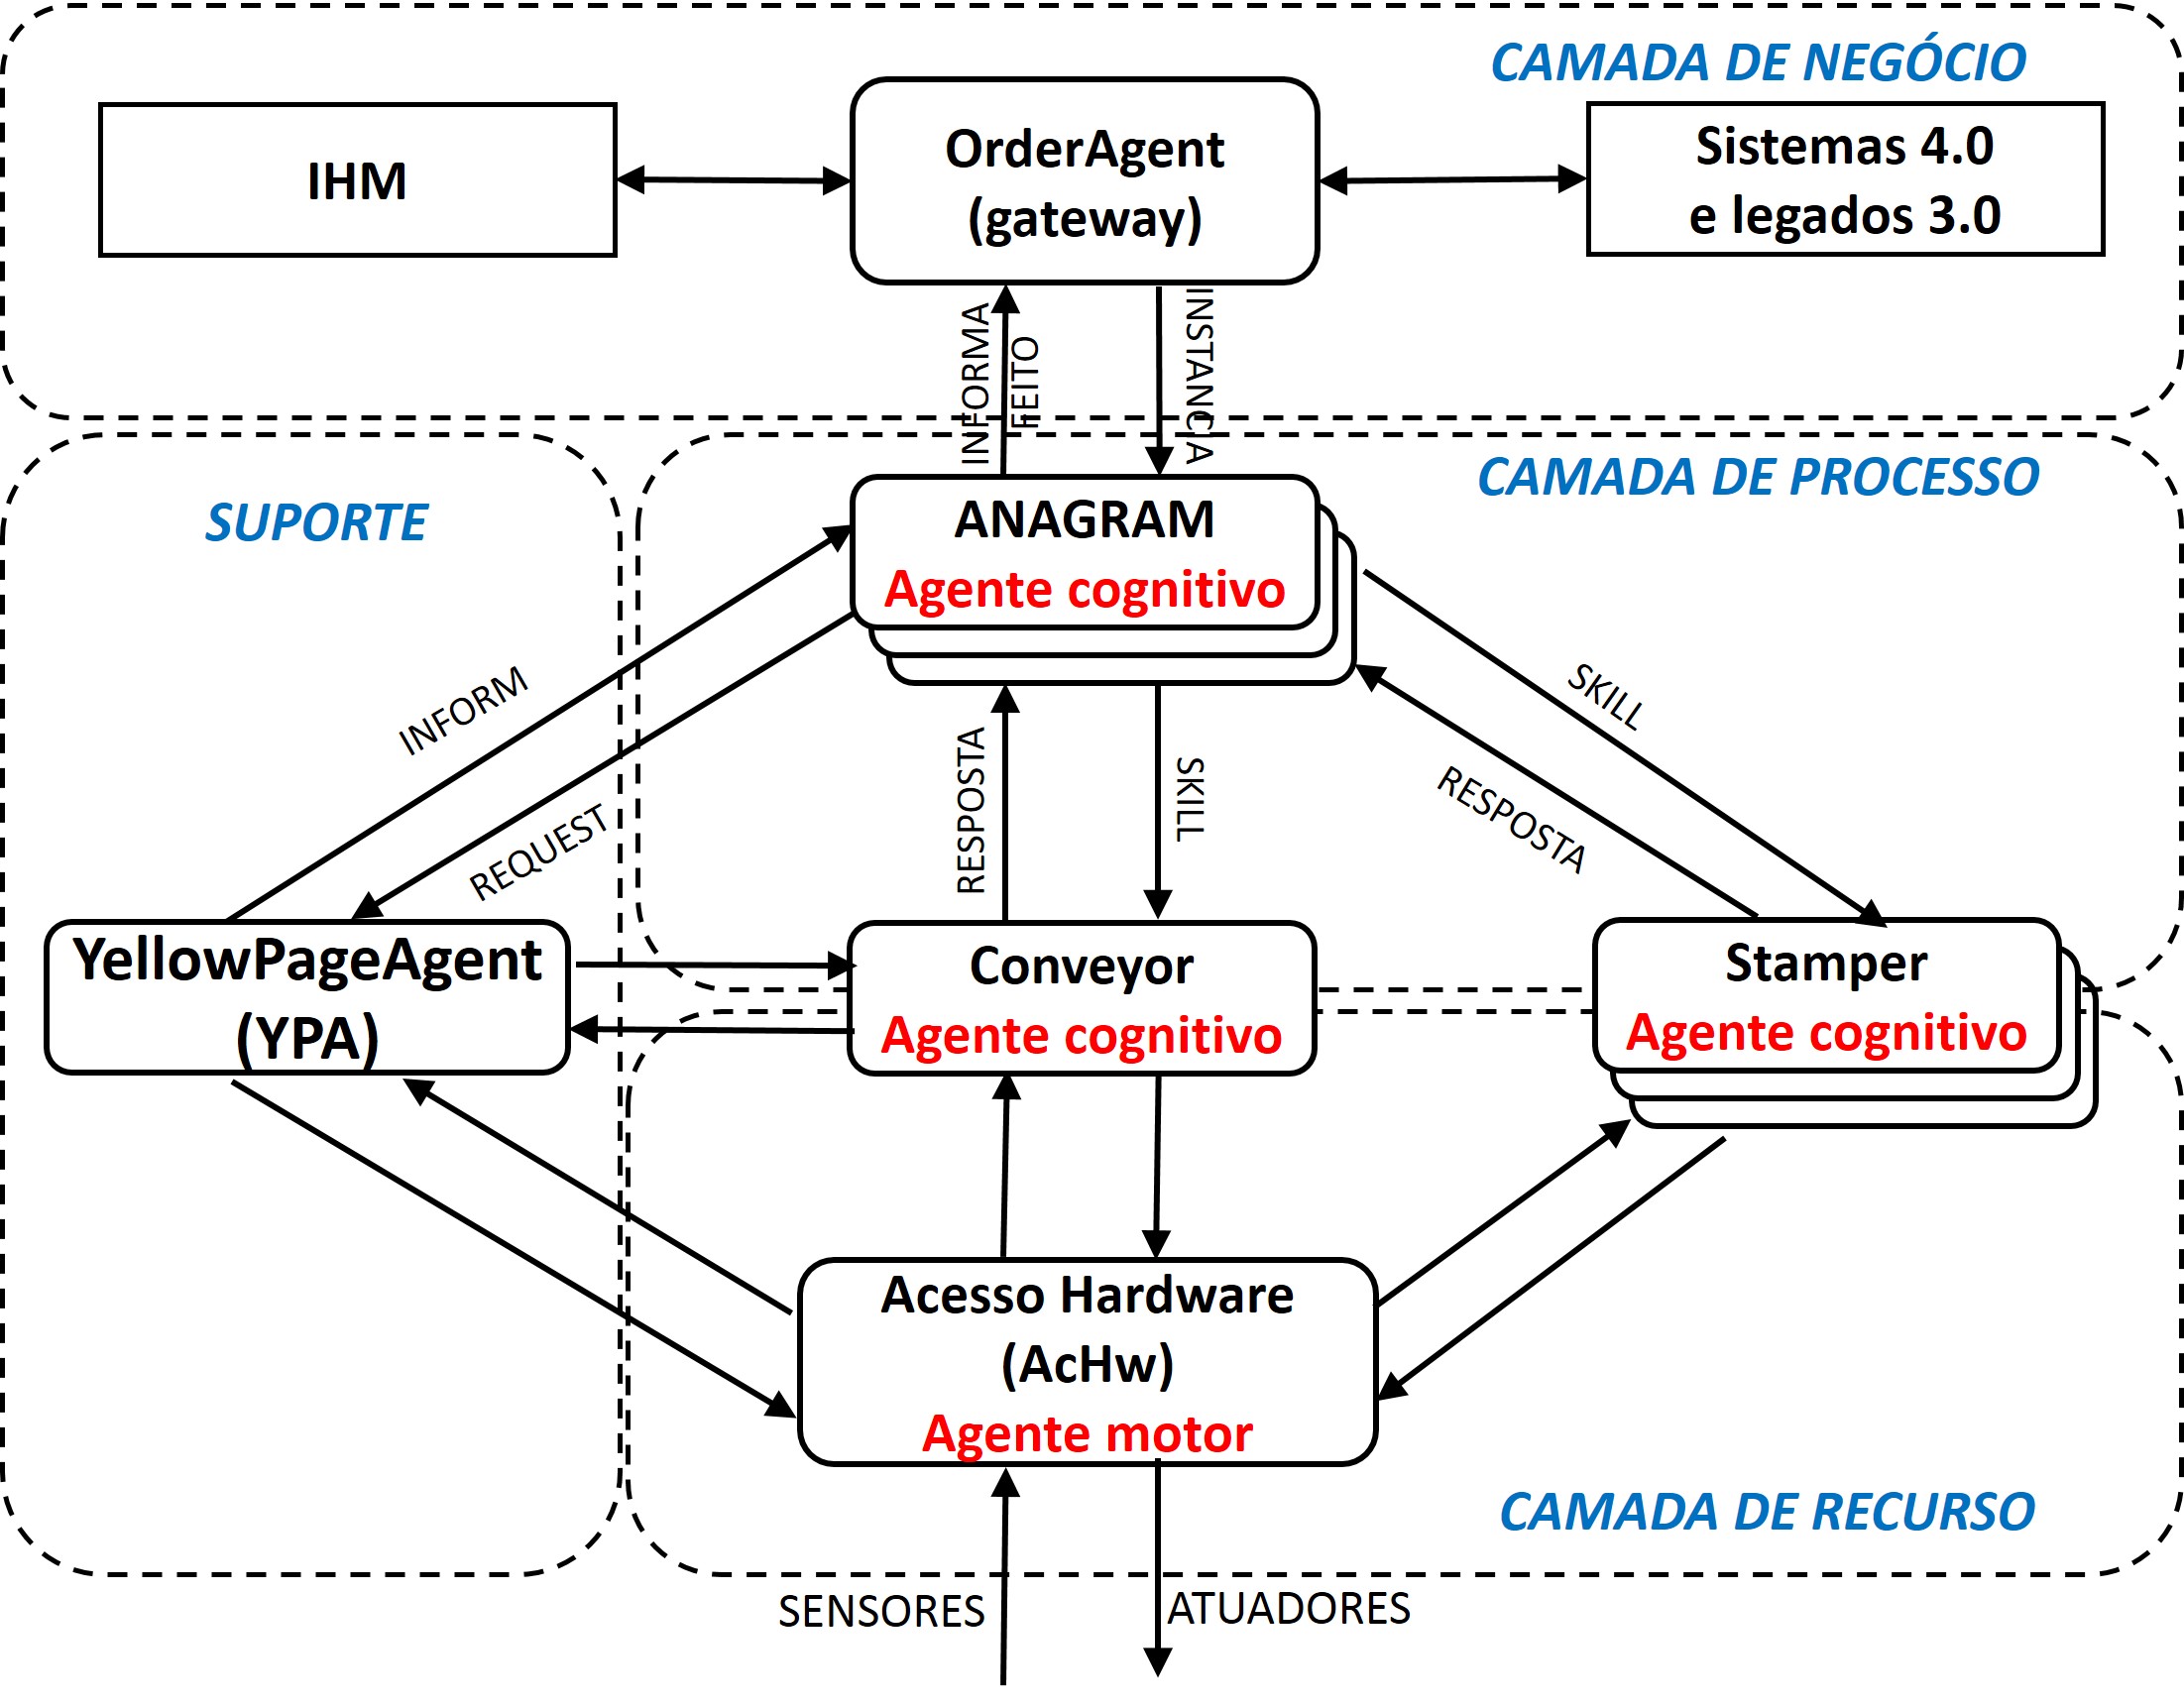 CAMADA DE NEGÓCIO
IHM
OrderAgent
(gateway)
Sistemas 4.0
e legados 3.0
INFORMA
FEITO
INSTANCIA
SUPORTE
CAMADA DE PROCESSO
ANAGRAM
Agente cognitivo
INFORM
REQUEST
RESPOSTA
SKILL
SKILL
RESPOSTA
YellowPageAgent
(YPA)
Conveyor
Agente cognitivo
Stamper
Agente cognitivo
Acesso Hardware
(AcHw)
Agente motor
CAMADA DE RECURSO
SENSORES
ATUADORES